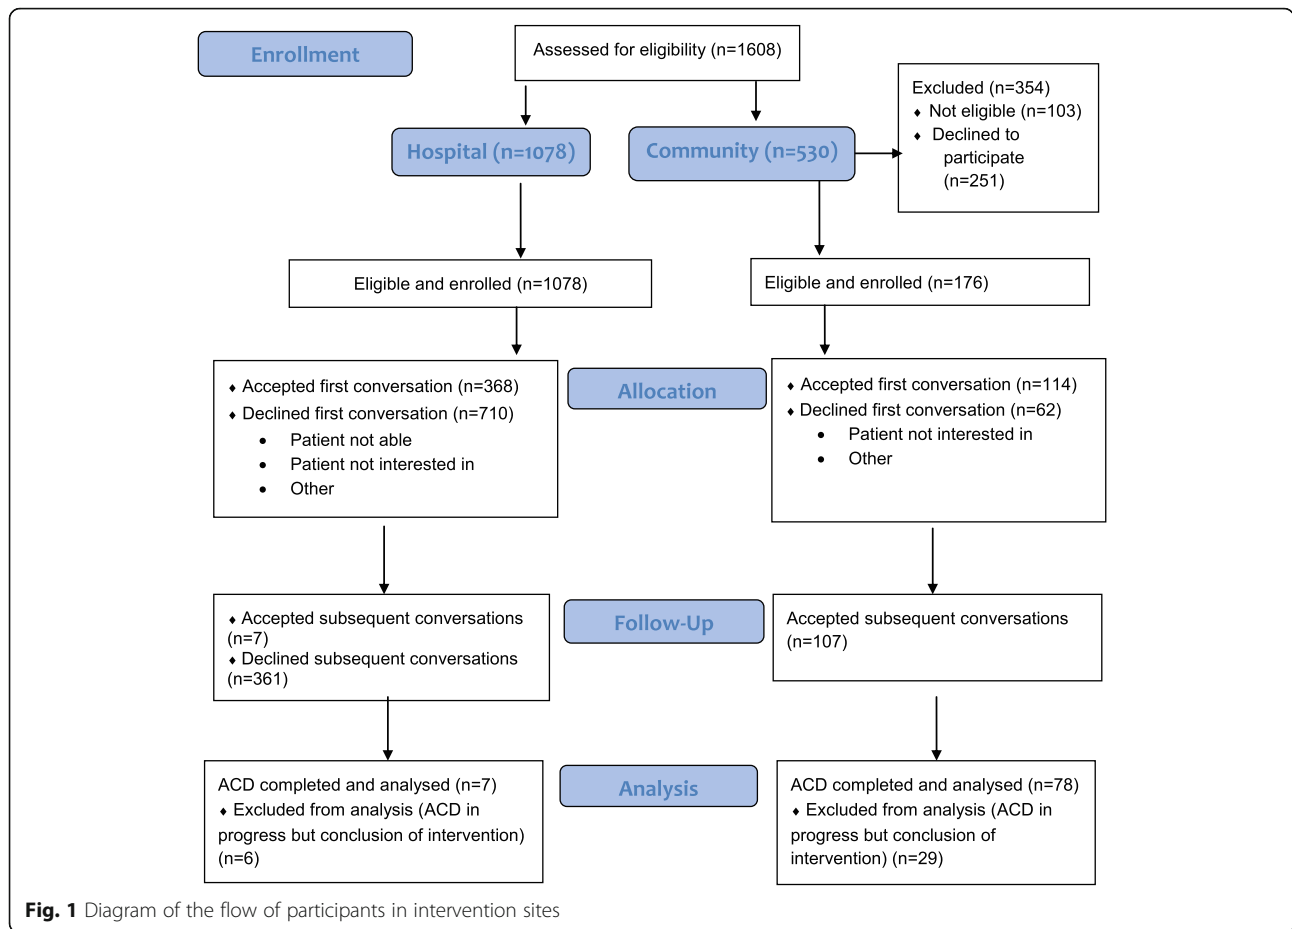 Enrollment
Assessed for eligibility (n=1608)
Excluded (n=354)
♦ Not eligible (n=103)
♦ Declined to
participate
(n=251)
Hospital (n=1078)
Community (n=530)
Eligible and enrolled (n=1078)
Eligible and enrolled (n=176)
♦ Accepted first conversation (n=368)
♦ Declined first conversation (n=710)
• Patient not able
• Patient not interested in
• Other
Allocation
♦ Accepted first conversation (n=114)
♦ Declined first conversation (n=62)
• Patient not interested in
• Other
♦ Accepted subsequent conversations
(n=7)
♦ Declined subsequent conversations
(n=361)
Follow-Up
Accepted subsequent conversations
(n=107)
ACD completed and analysed (n=7)
♦ Excluded from analysis (ACD in
progress but conclusion of intervention)
(n=6)
Analysis
ACD completed and analysed (n=78)
♦ Excluded from analysis (ACD in
progress but conclusion of
intervention) (n=29)
Fig. 1 Diagram of the flow of participants in intervention sites